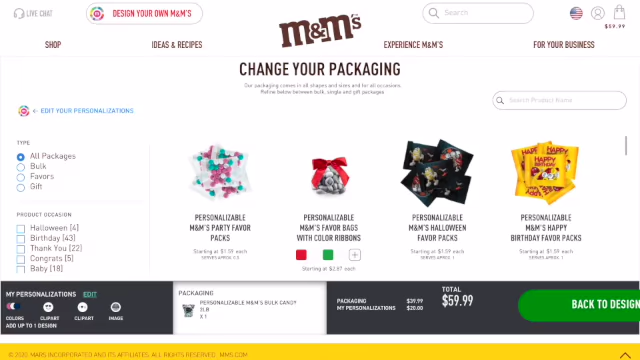 LIVE CHAT
DESIGN YOUR OWN M&M'S
m&m's
Search
$59.99
SHOP
IDEAS & RECIPES
EXPERIENCE M&M'S
FOR YOUR BUSINESS
CHANGE YOUR PACKAGING
Our packaging comes in all shapes and sizes and for all occasions.
Refine below between bulk, single and gift packages
← EDIT YOUR PERSONALIZATIONS
Search Product Name
TYPE
All Packages
Bulk
Favors
Gift
PRODUCT OCCASION
Halloween [4]
Birthday [43]
Thank You [22]
Congrats [5]
Baby [18]
PERSONALIZABLE
M&M'S PARTY FAVOR
PACKS
Starting at $1.59 each
PERSONALIZABLE
M&M'S FAVOR BAGS
WITH COLOR RIBBONS
+
Starting at $2.87 each
PERSONALIZABLE
M&M'S HALLOWEEN
FAVOR PACKS
Starting at $1.59 each
SERVES APROX. 1
HAPPY
BIRTHDAY
PERSONALIZABLE
M&M'S HAPPY
BIRTHDAY FAVOR PACKS
Starting at $1.59 each
SERVES APROX. 1
MY PERSONALIZATIONS EDIT
COLORS
CLIPART
CLIPART
IMAGE
ADD UP TO 1 DESIGN
PACKAGING
PERSONALIZABLE M&M'S BULK CANDY
2LB
X 1
PACKAGING $39.99
MY PERSONALIZATIONS $20.00
TOTAL
$59.99
BACK TO DESIGN
© 2020 MARS INCORPORATED AND ITS AFFILIATES. ALL RIGHTS RESERVED. MMS.COM